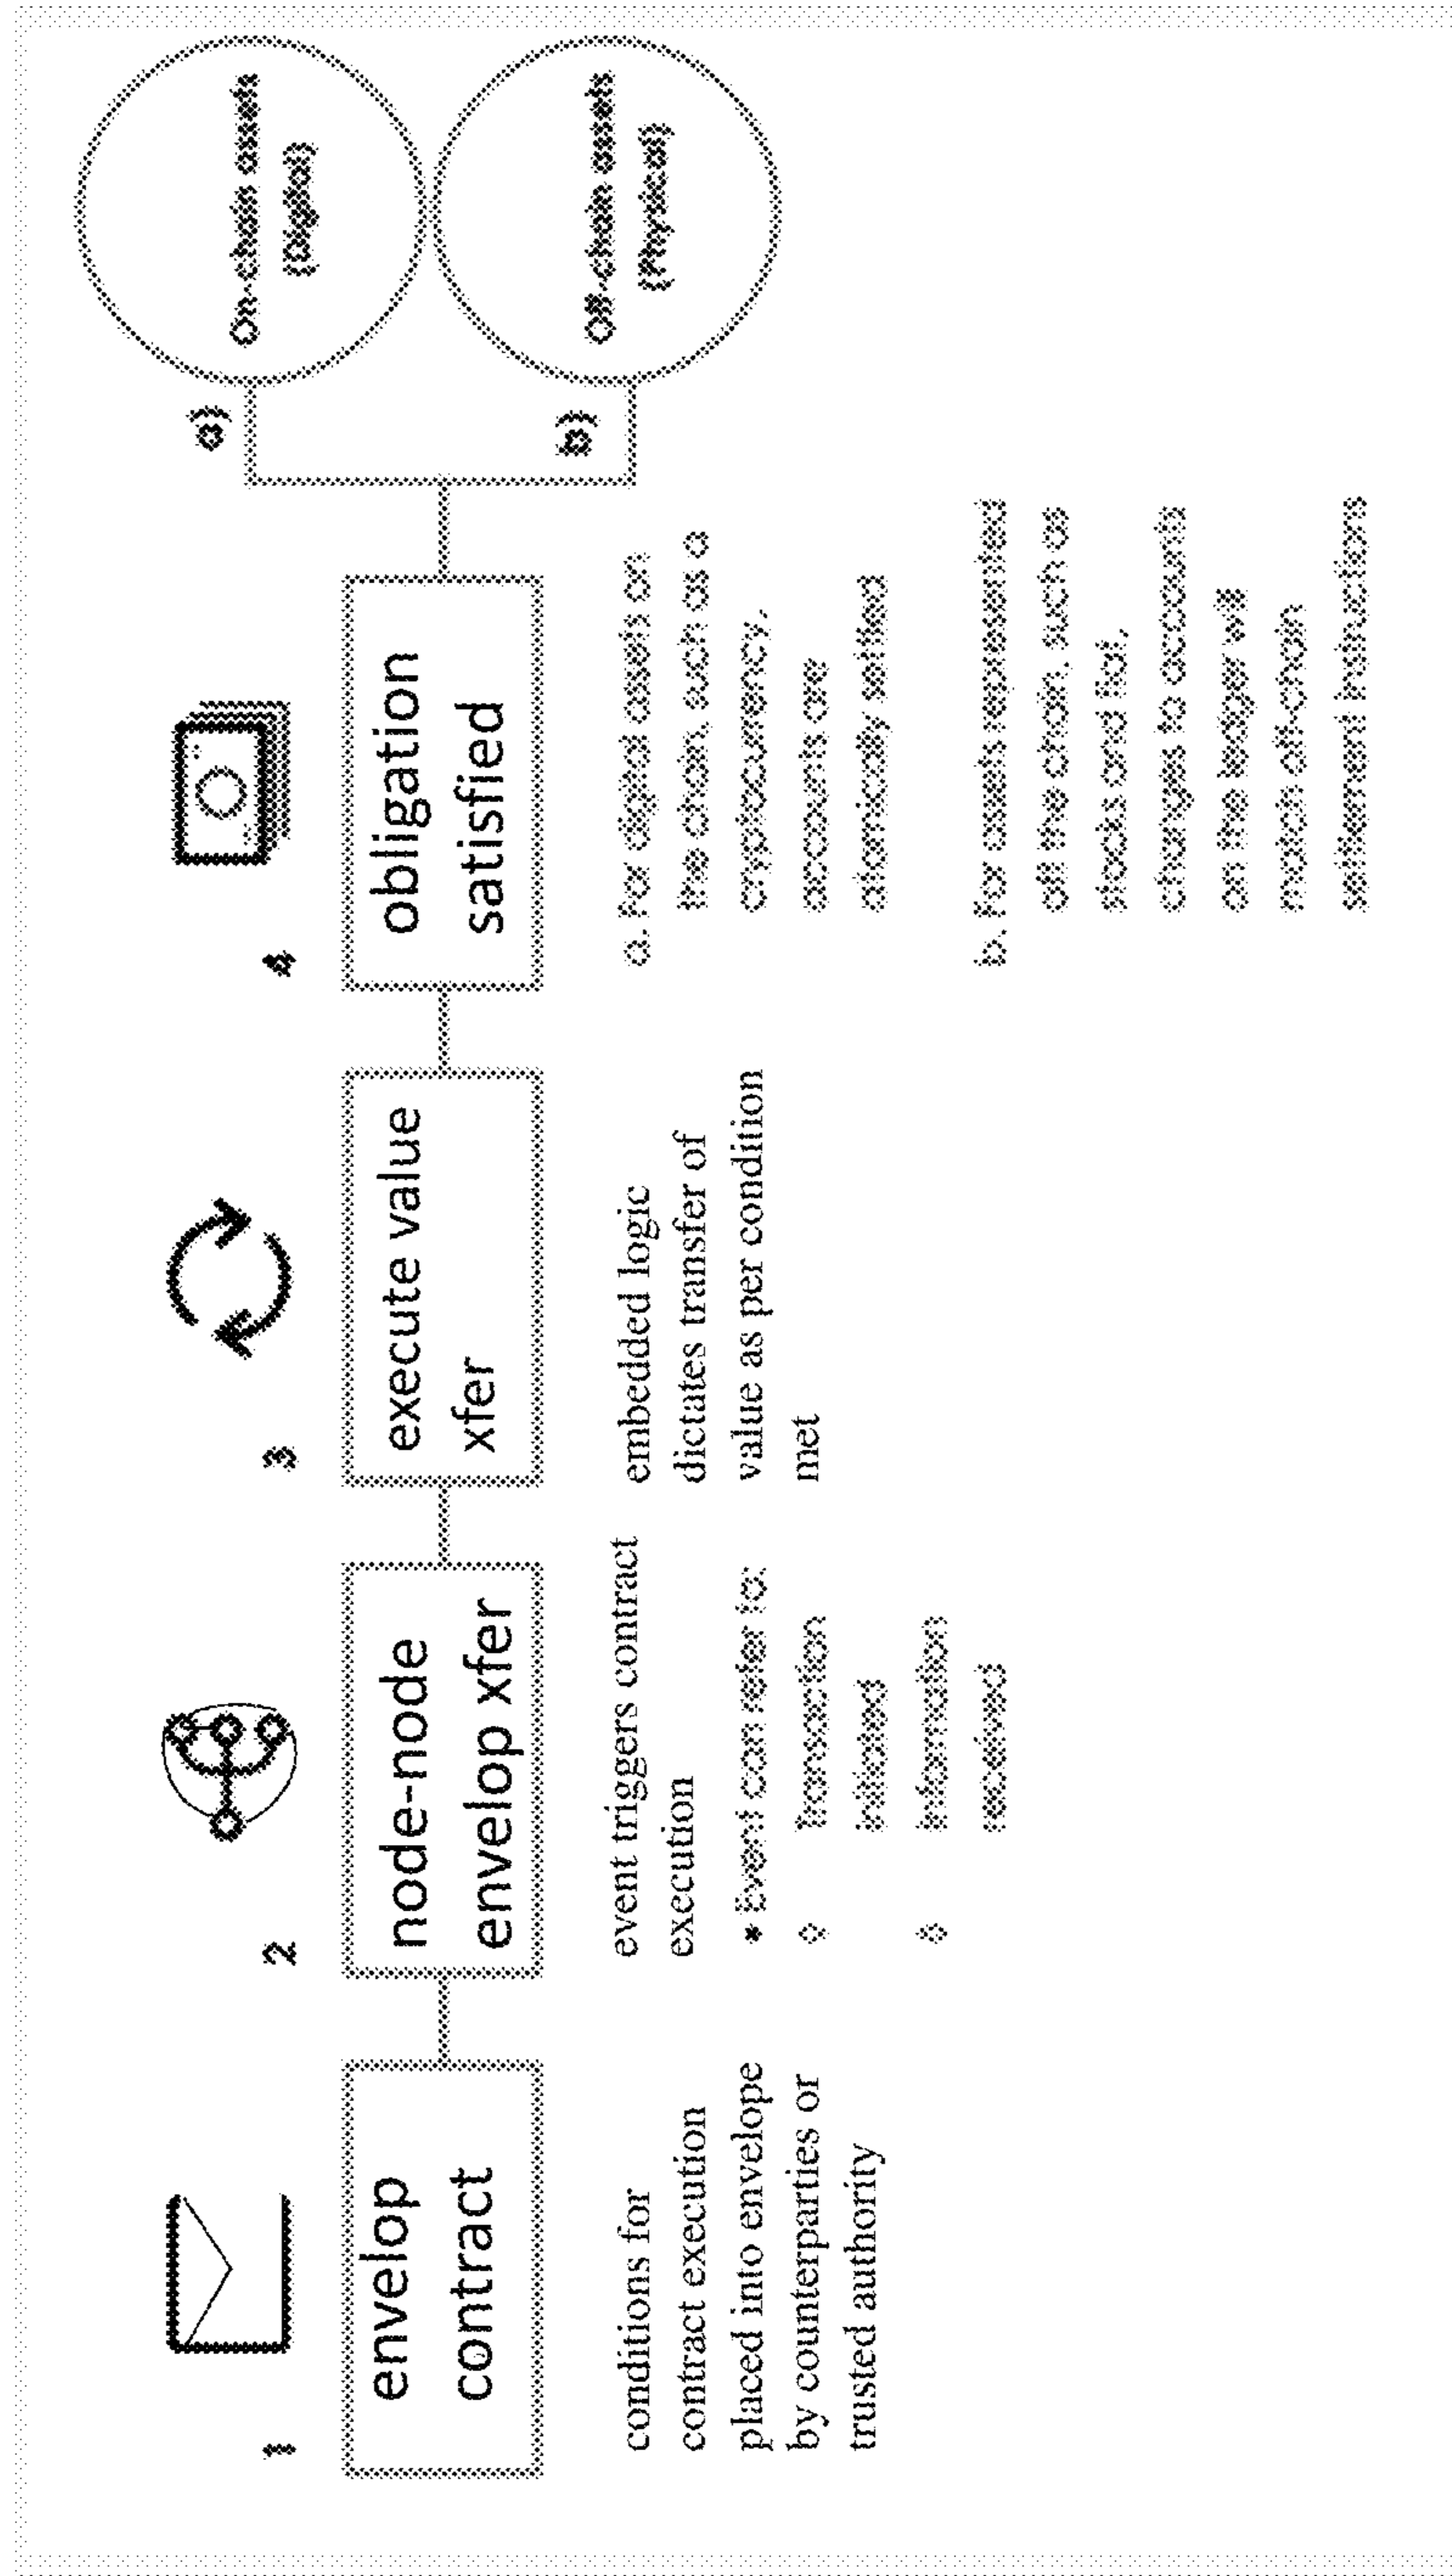 1
envelop
contract
conditions for
contract execution
placed into envelope
by counterparties or
trusted authority
2
node-node
envelop xfer
event triggers contract
execution
* Event can refer to:
◊ Transaction
initiated
◊ Information
received
3
execute value
xfer
embedded logic
dictates transfer of
value as per condition
met
4
obligation
satisfied
a. For digital assets on
the chain, such as a
cryptocurrency,
accounts are
atomically settled
b. For assets represented
off the chain, such as
stocks and fiat,
changes to accounts
on the ledger will
match off-chain
settlement instructions
a)
On-chain assets
(Digital)
b)
Off-chain assets
(Physical)